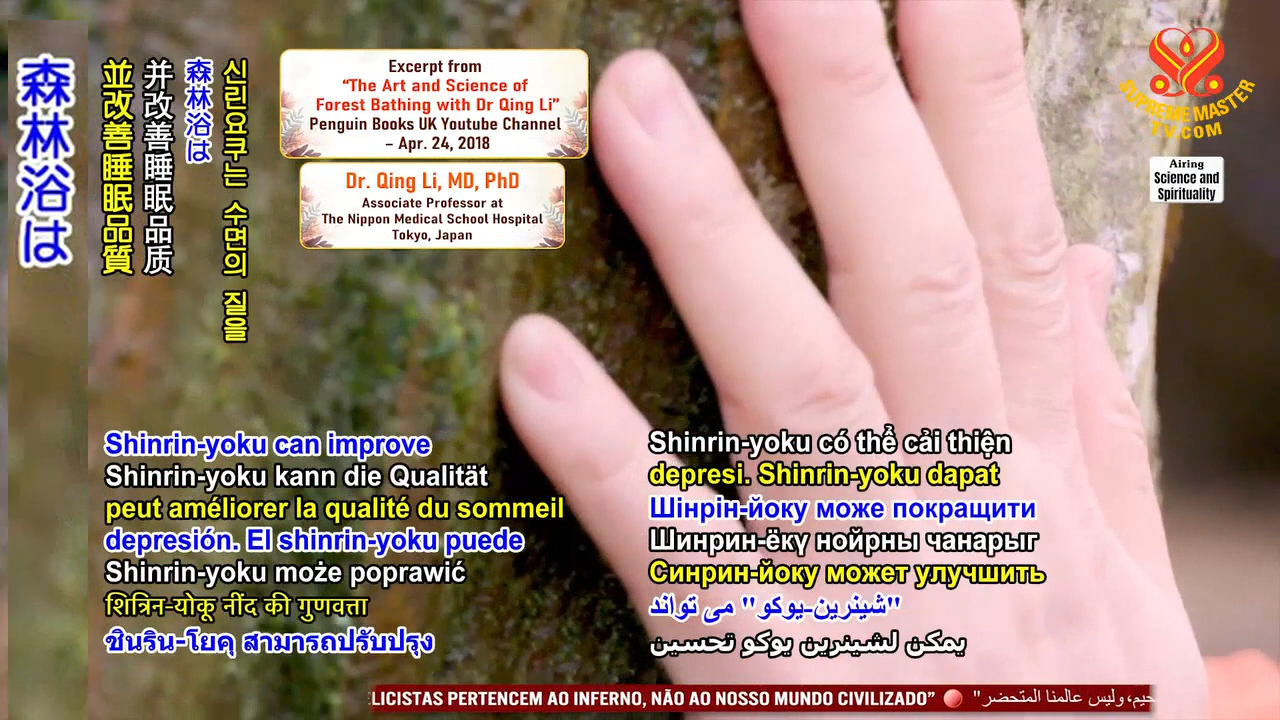 森林浴は
並改善睡眠品質
并改善睡眠品质
森林浴は
신린요쿠는 수면의 질을
Excerpt from
“The Art and Science of
Forest Bathing with Dr Qing Li”
Penguin Books UK Youtube Channel
– Apr. 24, 2018
Dr. Qing Li, MD, PhD
Associate Professor at
The Nippon Medical School Hospital
Tokyo, Japan
SUPREME MASTER
TV.COM
Airing
Science and
Spirituality
Shinrin-yoku can improve
Shinrin-yoku kann die Qualität
peut améliorer la qualité du sommeil
depresión. El shinrin-yoku puede
Shinrin-yoku może poprawić
शित्रिन-योकू नींद की गुणवत्ता
ชินริน-โยคุ สามารถปรับปรุง
Shinrin-yoku có thể cải thiện
depresi. Shinrin-yoku dapat
Шінрін-йоку може покращити
Шинрин-ёкү нойрны чанарыг
Синрин-йоку может улучшить
"شینرین-یوکو" می تواند
يمكن لشينرين يوكو تحسين
LICISTAS PERTENCEM AO INFERNO, NÃO AO NOSSO MUNDO CIVILIZADO” وليس عالمنا المتحضر"